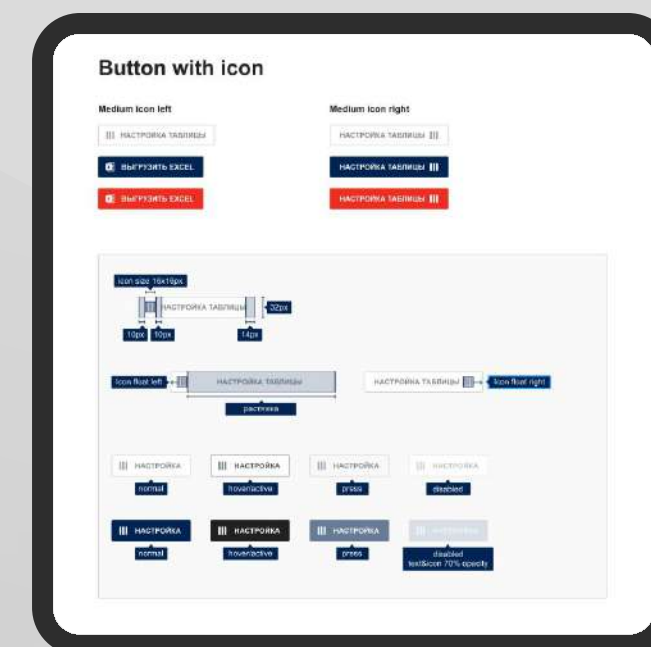 Button with icon
Medium icon left
Medium icon right
НАСТРОЙКА ТАБЛИЦЫ
НАСТРОЙКА ТАБЛИЦЫ
ВЫГРУЗИТЬ EXCEL
НАСТРОЙКА ТАБЛИЦЫ
ВЫГРУЗИТЬ EXCEL
НАСТРОЙКА ТАБЛИЦЫ
icon size 16x16px
НАСТРОЙКА ТАБЛИЦЫ
32px
10px
10px
14px
Icon float left
НАСТРОЙКА ТАБЛИЦЫ
НАСТРОЙКА ТАБЛИЦЫ
Icon float right
растяжка
НАСТРОЙКА
НАСТРОЙКА
НАСТРОЙКА
НАСТРОЙКА
normal
hover/active
press
disabled
НАСТРОЙКА
НАСТРОЙКА
НАСТРОЙКА
НАСТРОЙКА
normal
hover/active
press
disabled
text&icon 70% opacity